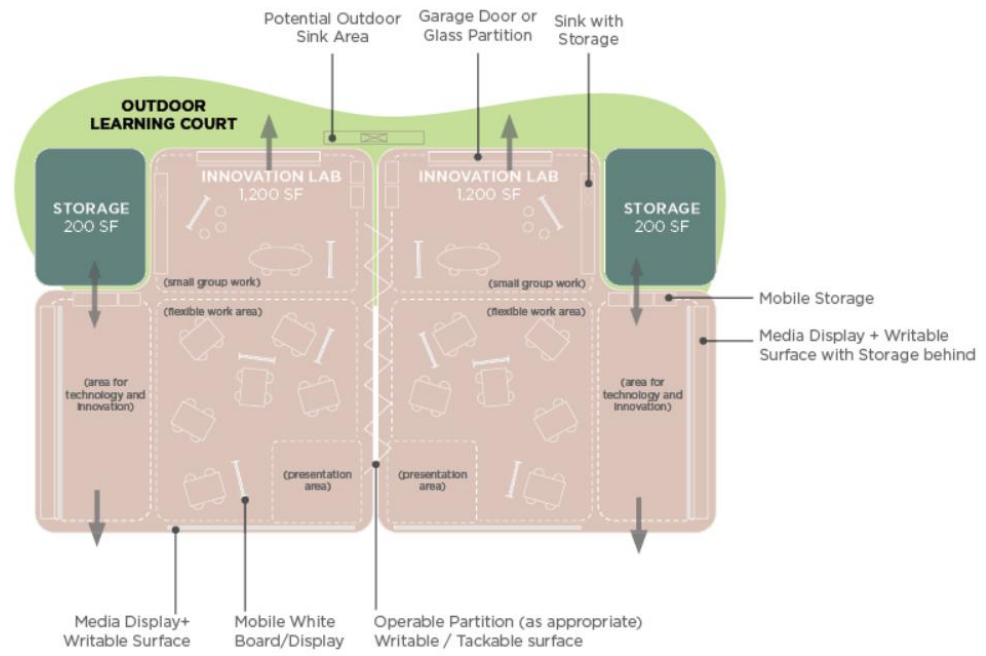 Potential Outdoor
Sink Area
Garage Door or
Glass Partition
Sink with
Storage
OUTDOOR
LEARNING COURT
STORAGE
200 SF
INNOVATION LAB
1,200 SF
INNOVATION LAB
1,200 SF
STORAGE
200 SF
(small group work)
(small group work)
(flexible work area)
(flexible work area)
Mobile Storage
Media Display + Writable
Surface with Storage behind
(area for
technology and
innovation)
(area for
technology and
innovation)
(presentation
area)
(presentation
area)
Media Display+
Writable Surface
Mobile White
Board/Display
Operable Partition (as appropriate)
Writable / Tackable surface